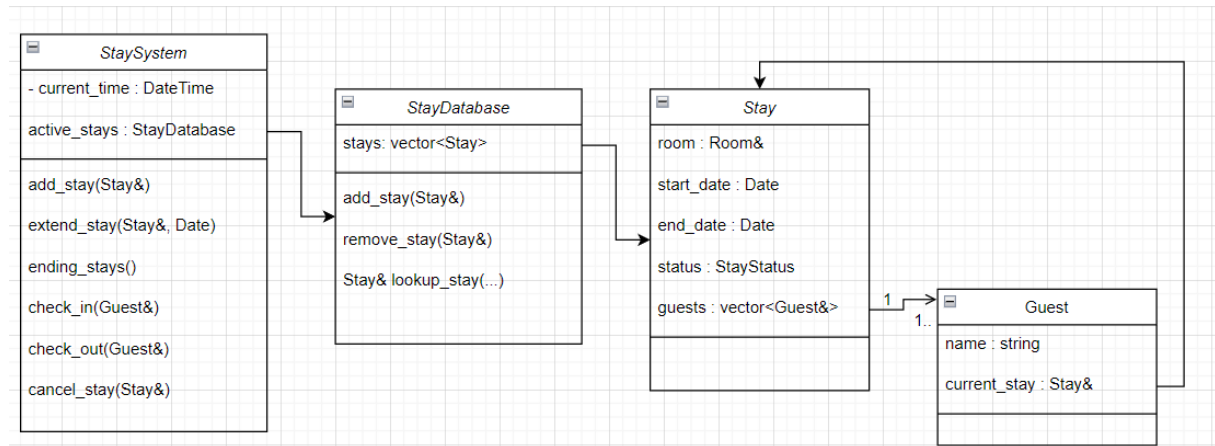 StaySystem
- current_time : DateTime
active_stays : StayDatabase
add_stay(Stay&)
extend_stay(Stay&, Date)
ending_stays()
check_in(Guest&)
check_out(Guest&)
cancel_stay(Stay&)
StayDatabase
stays: vector<Stay>
add_stay(Stay&)
remove_stay(Stay&)
Stay& lookup_stay(...)
Stay
room : Room&
start_date : Date
end_date : Date
status : StayStatus
guests : vector<Guest&>
1
1..
Guest
name : string
current_stay : Stay&